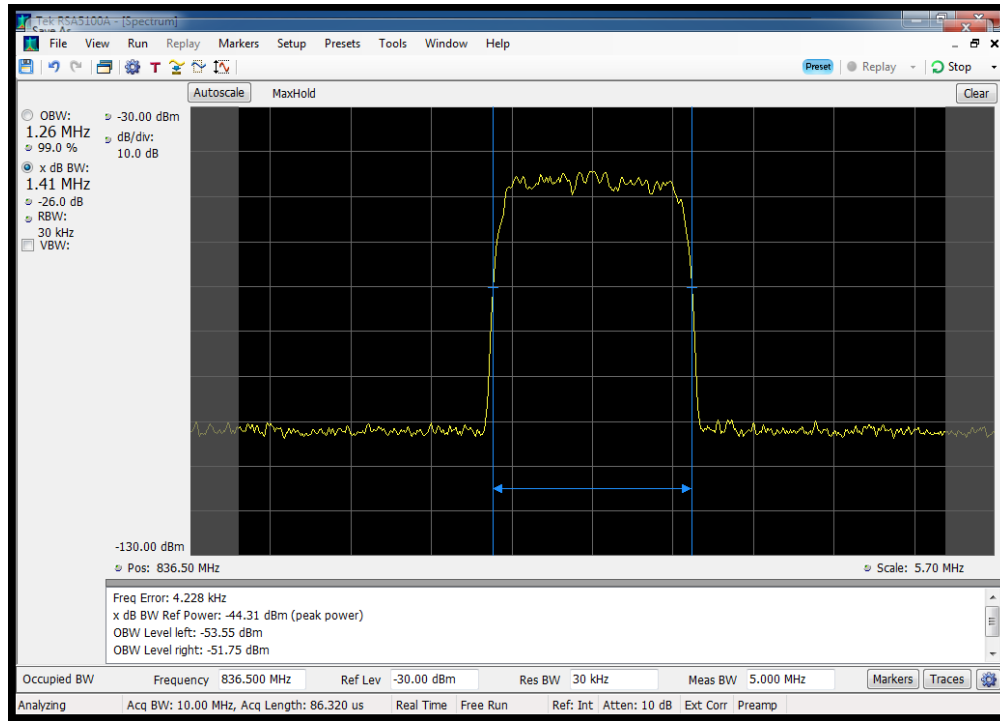 Tek RSA5100A - [Spectrum]
Save As
File View Run Replay Markers Setup Presets Tools Window Help
Preset Replay Stop
Autoscale MaxHold Clear
OBW:
1.26 MHz
99.0 %
x dB BW:
1.41 MHz
-26.0 dB
RBW:
30 kHz
VBW:
-30.00 dBm
dB/div:
10.0 dB
-130.00 dBm
Pos: 836.50 MHz Scale: 5.70 MHz
Freq Error: 4.228 kHz
x dB BW Ref Power: -44.31 dBm (peak power)
OBW Level left: -53.55 dBm
OBW Level right: -51.75 dBm
Occupied BW Frequency 836.500 MHz Ref Lev -30.00 dBm Res BW 30 kHz Meas BW 5.000 MHz Markers Traces
Analyzing Acq BW: 10.00 MHz, Acq Length: 86.320 us Real Time Free Run Ref: Int Atten: 10 dB Ext Corr Preamp